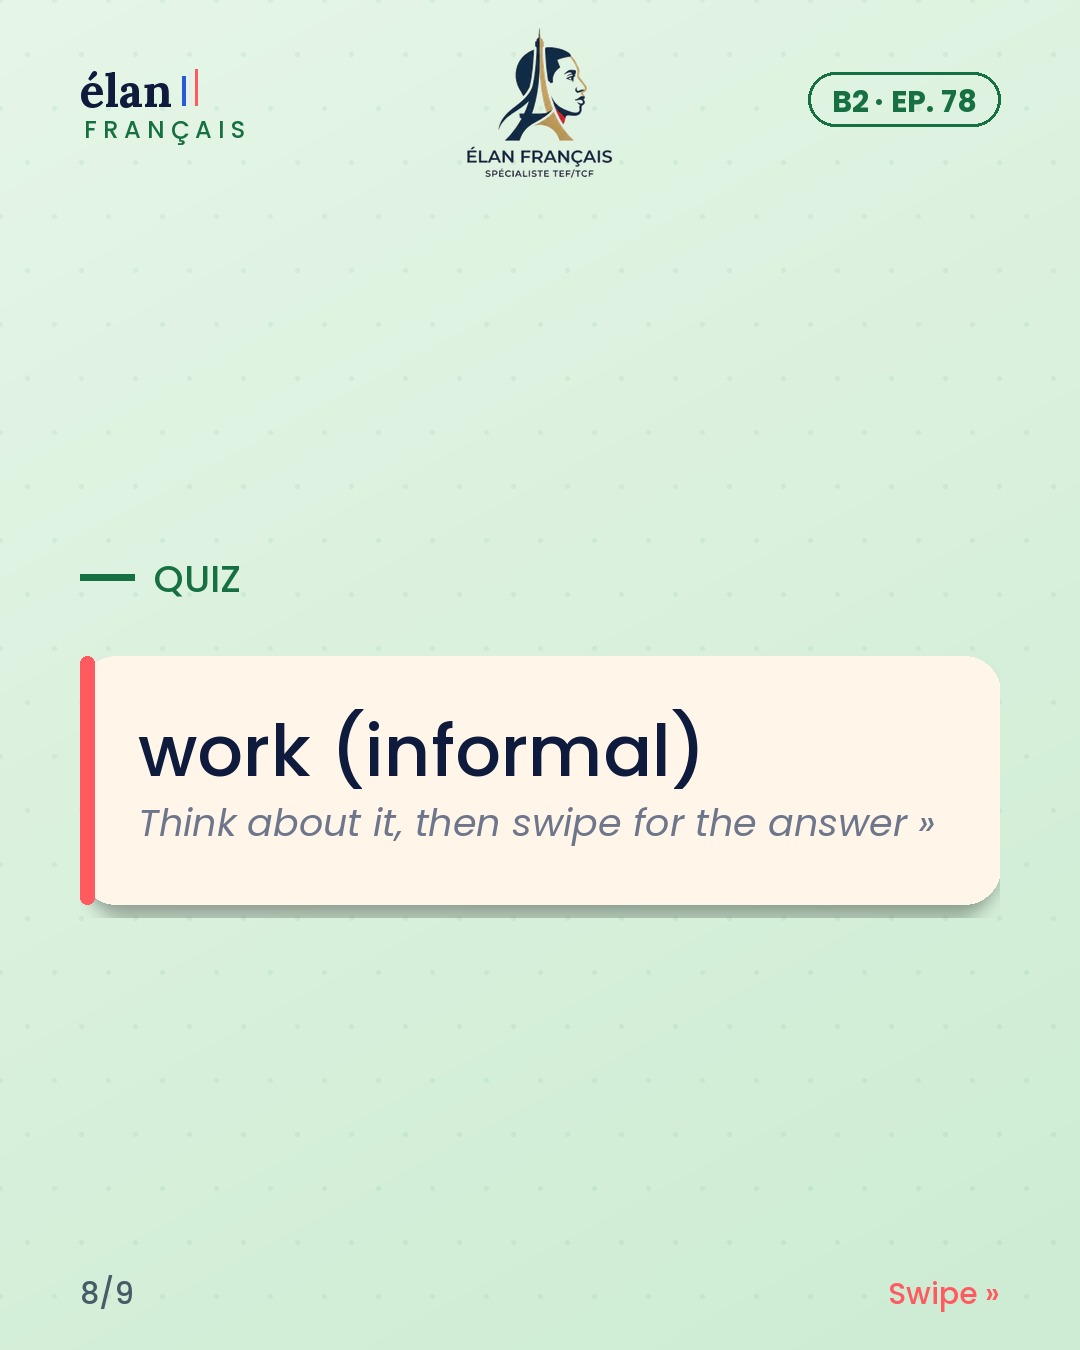 élan
FRANÇAIS
ÉLAN FRANÇAIS
SPÉCIALISTE TEF/TCF
B2 · EP. 78
QUIZ
work (informal)
Think about it, then swipe for the answer »
8/9
Swipe »